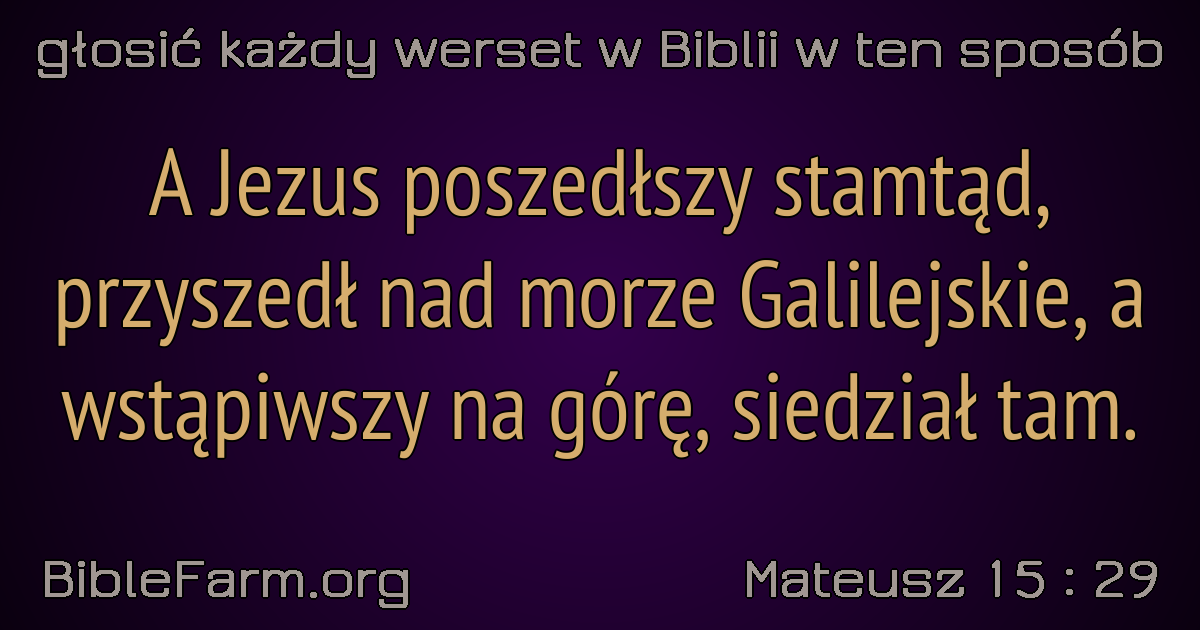 głosić każdy werset w Biblii w ten sposób
A Jezus poszedłszy stamtąd,
przyszedł nad morze Galilejskie, a
wstąpiwszy na górę, siedział tam.
BibleFarm.org
Mateusz 15 : 29